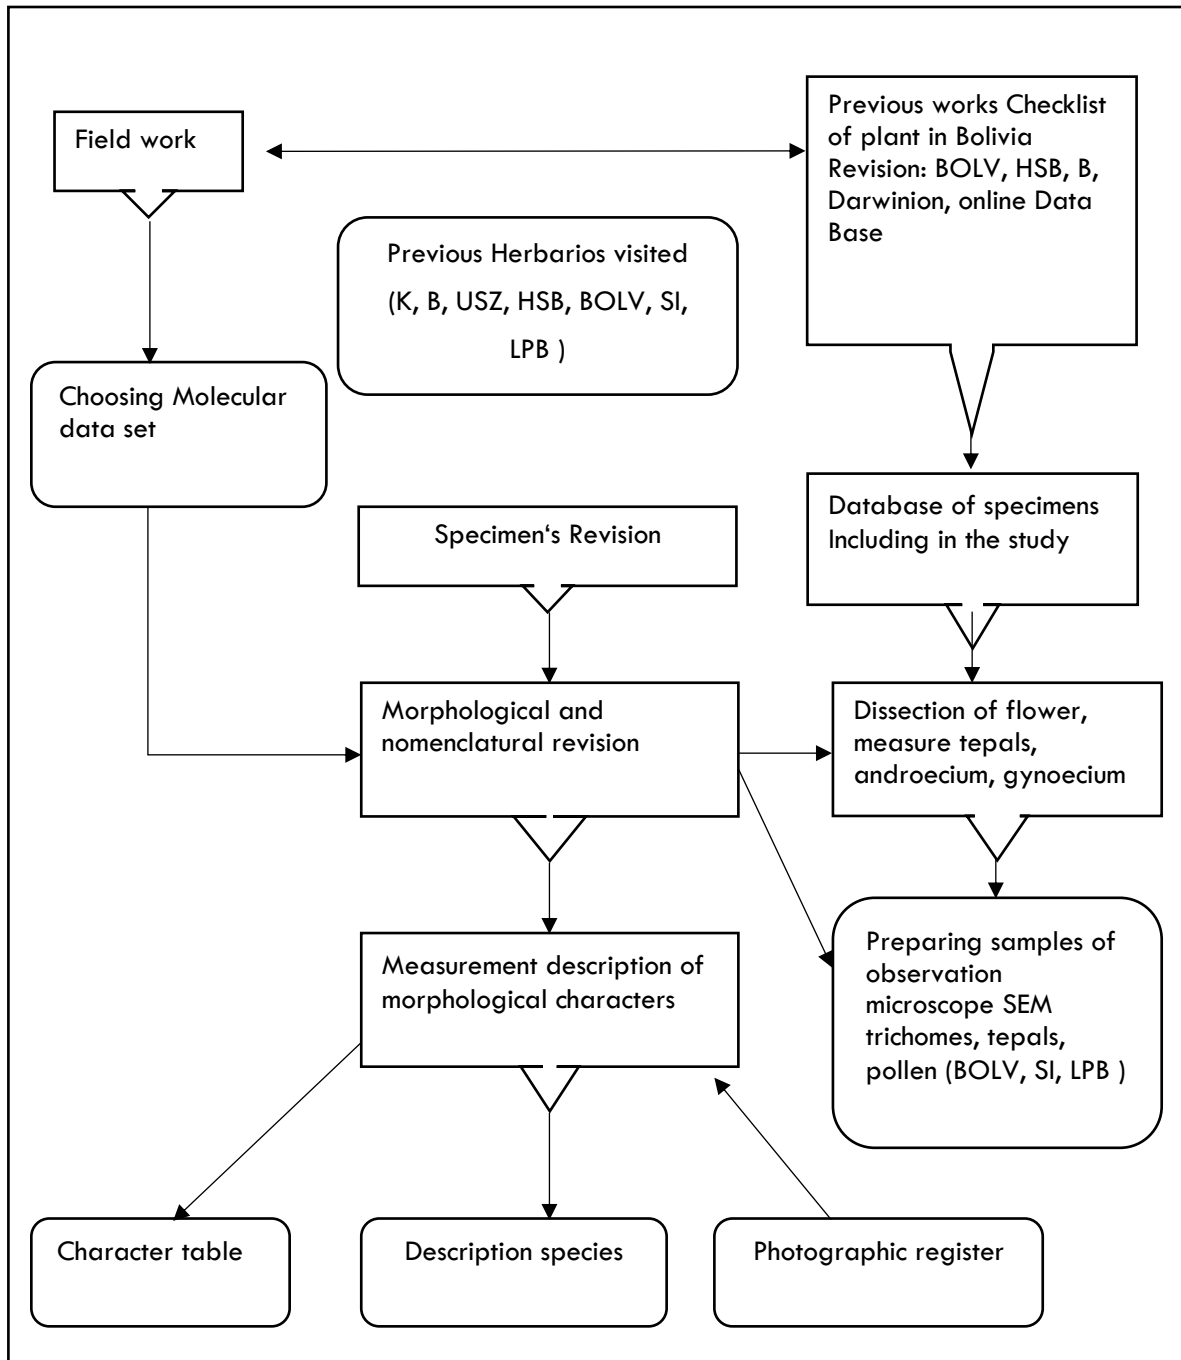 Field work
Previous works Checklist
of plant in Bolivia
Revision: BOLV, HSB, B,
Darwinion, online Data
Base
Previous Herbarios visited
(K, B, USZ, HSB, BOLV, SI,
LPB )
Choosing Molecular
data set
Specimen‘s Revision
Database of specimens
Including in the study
Morphological and
nomenclatural revision
Dissection of flower,
measure tepals,
androecium, gynoecium
Measurement description of
morphological characters
Preparing samples of
observation
microscope SEM
trichomes, tepals,
pollen (BOLV, SI, LPB )
Character table
Description species
Photographic register